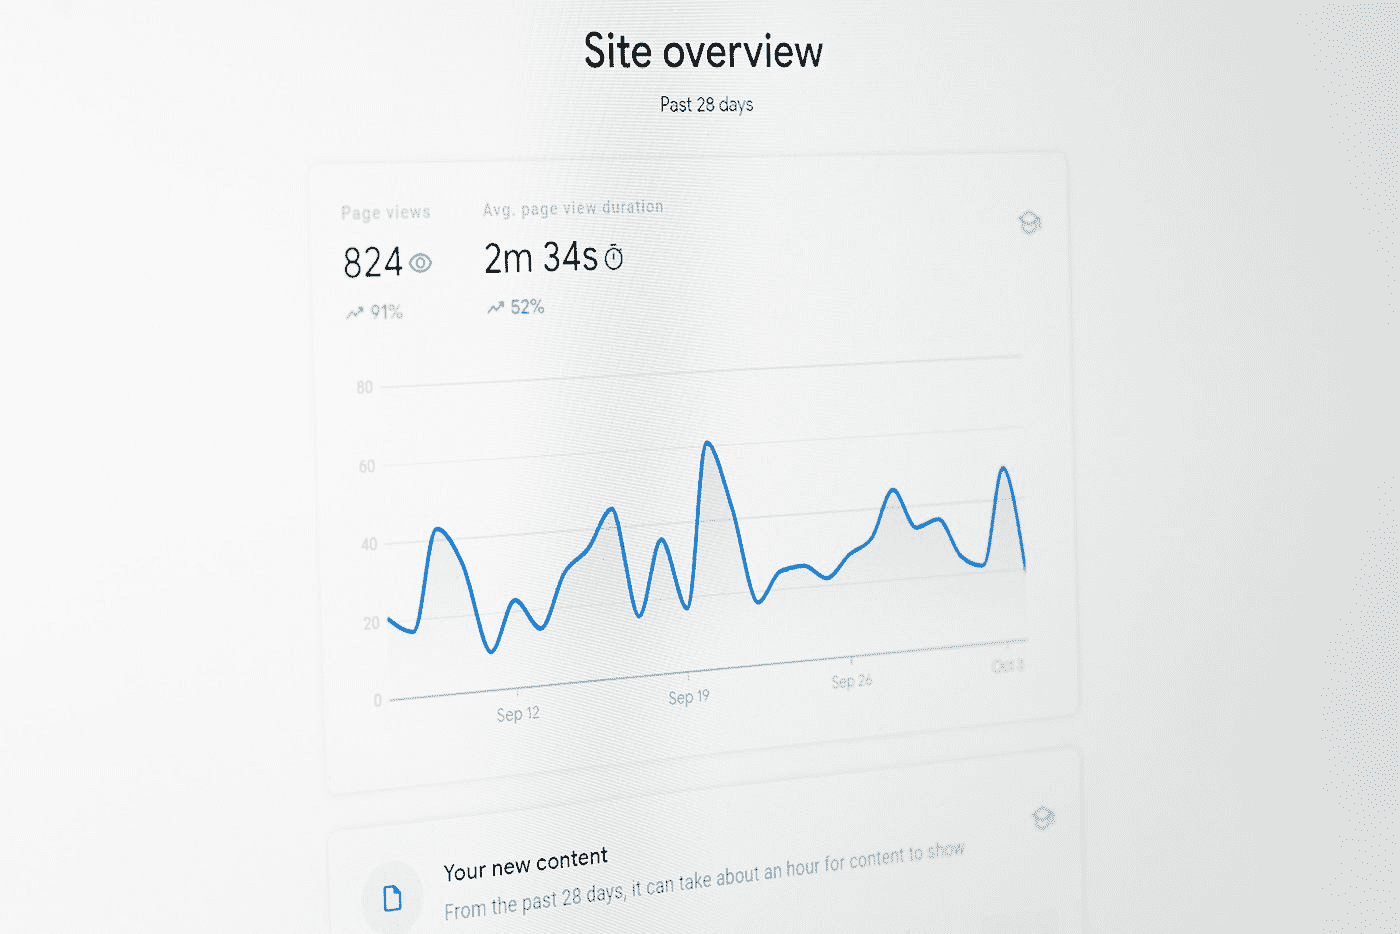 Site overview
Past 28 days
Page views
Avg. page view duration
824
2m 34s
91%
52%
80
60
40
20
0
Sep 12
Sep 19
Sep 26
Oct
Your new content
From the past 28 days, it can take about an hour for content to show